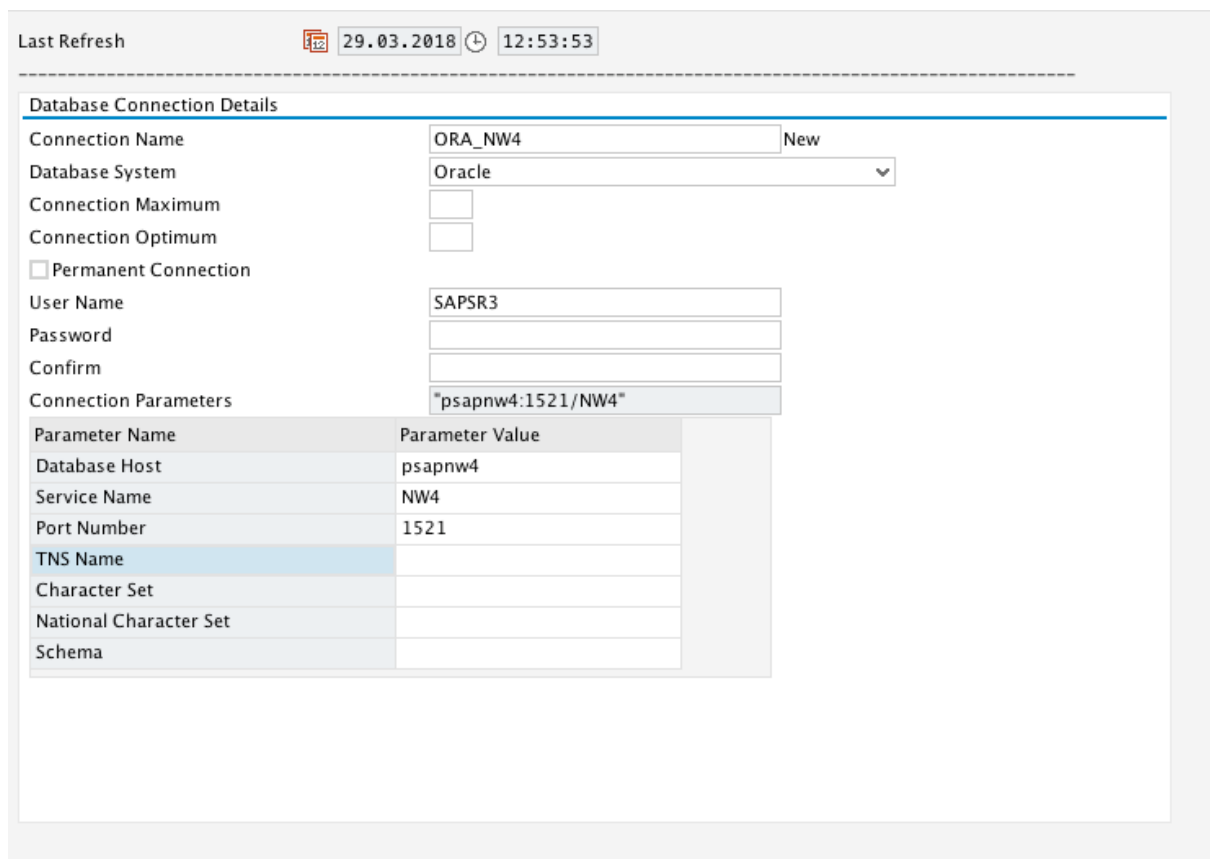 Last Refresh 12 29.03.2018 12:53:53
--------------------------------------------------------------------------------------------------------------
Database Connection Details
Connection Name ORA_NW4 New
Database System Oracle
Connection Maximum
Connection Optimum
Permanent Connection
User Name SAPSR3
Password
Confirm
Connection Parameters "psapnw4:1521/NW4"
Parameter Name Parameter Value
Database Host psapnw4
Service Name NW4
Port Number 1521
TNS Name
Character Set
National Character Set
Schema